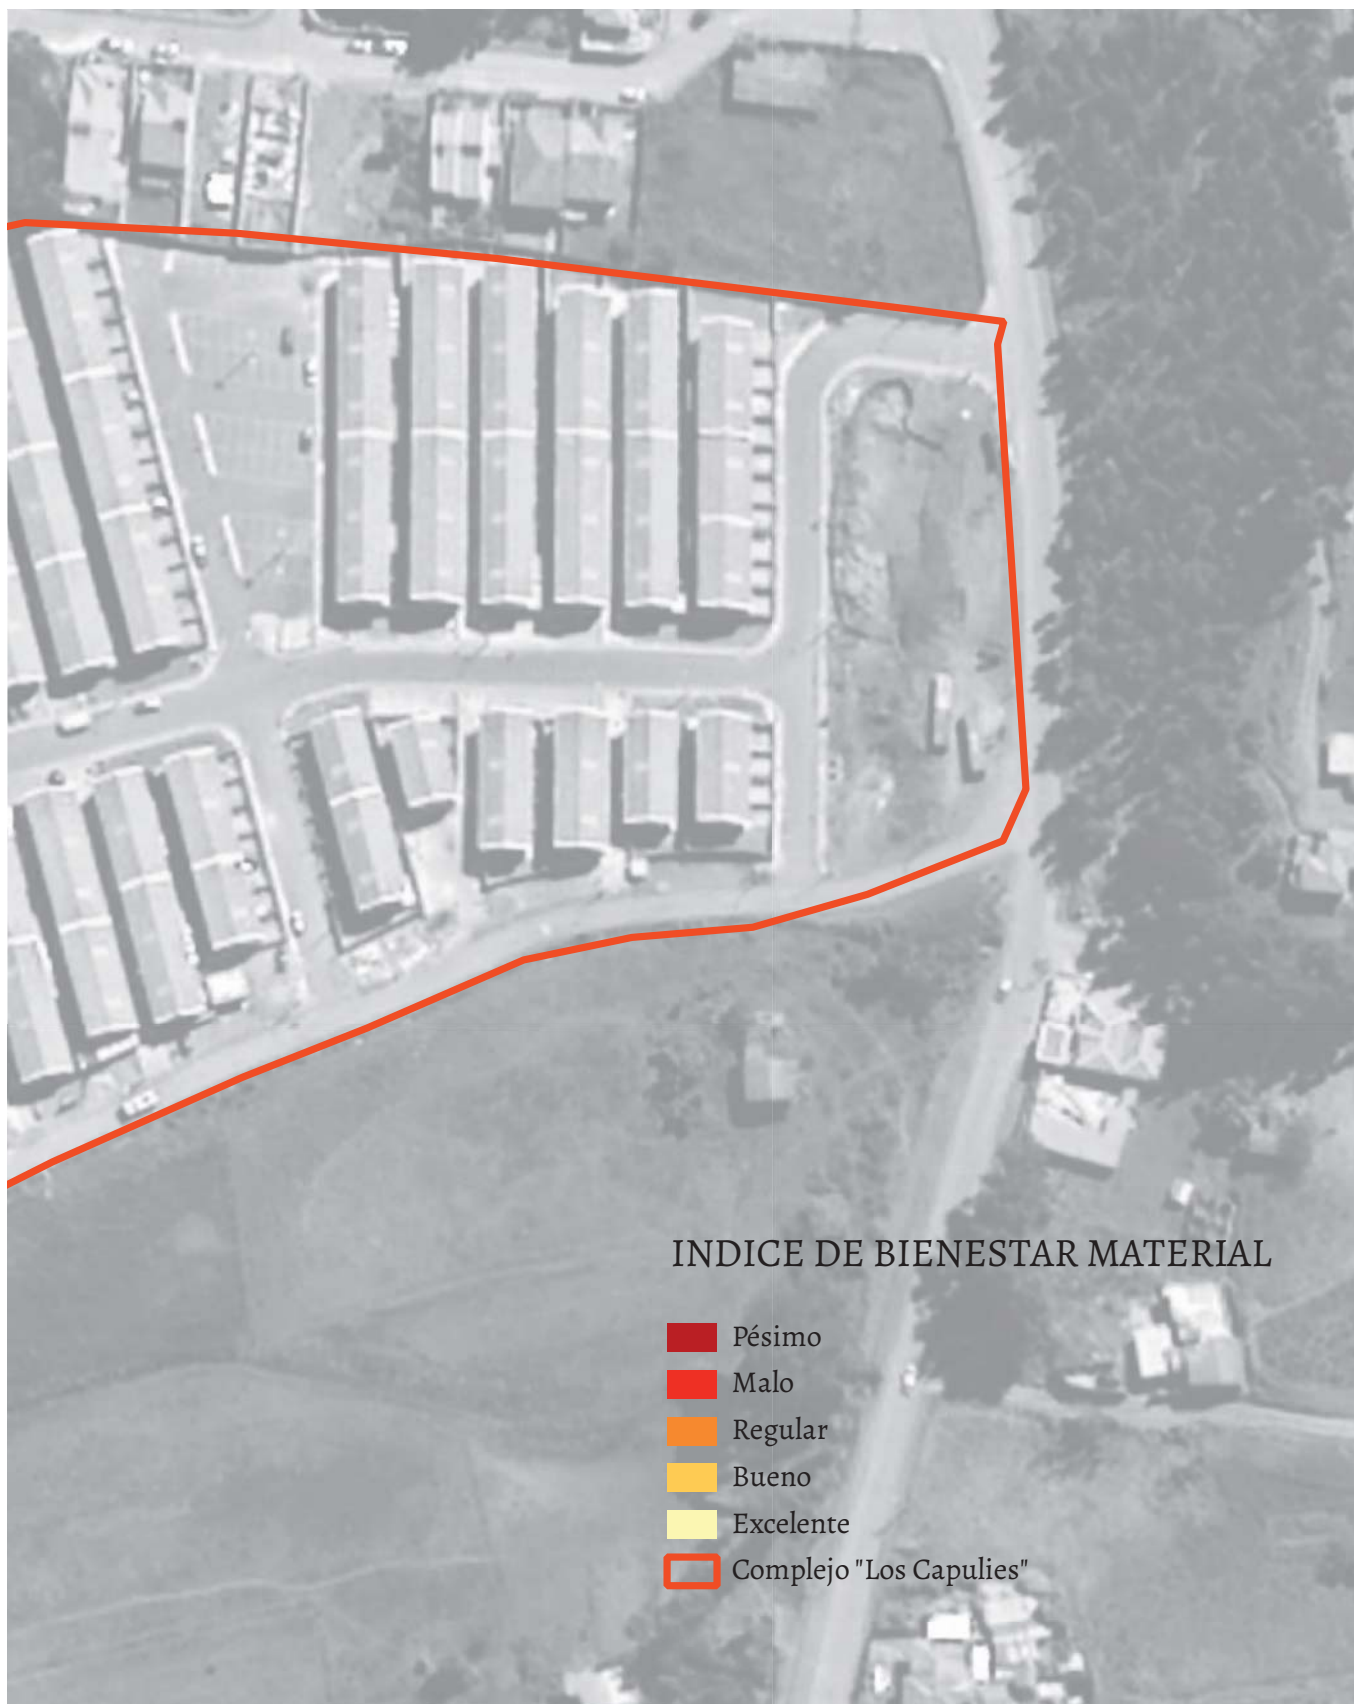 INDICE DE BIENESTAR MATERIAL
Pésimo
Malo
Regular
Bueno
Excelente
Complejo "Los Capulies"